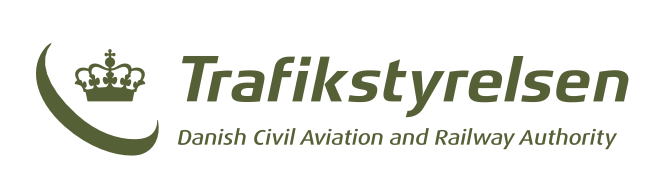 Trafikstyrelsen
Danish Civil Aviation and Railway Authority